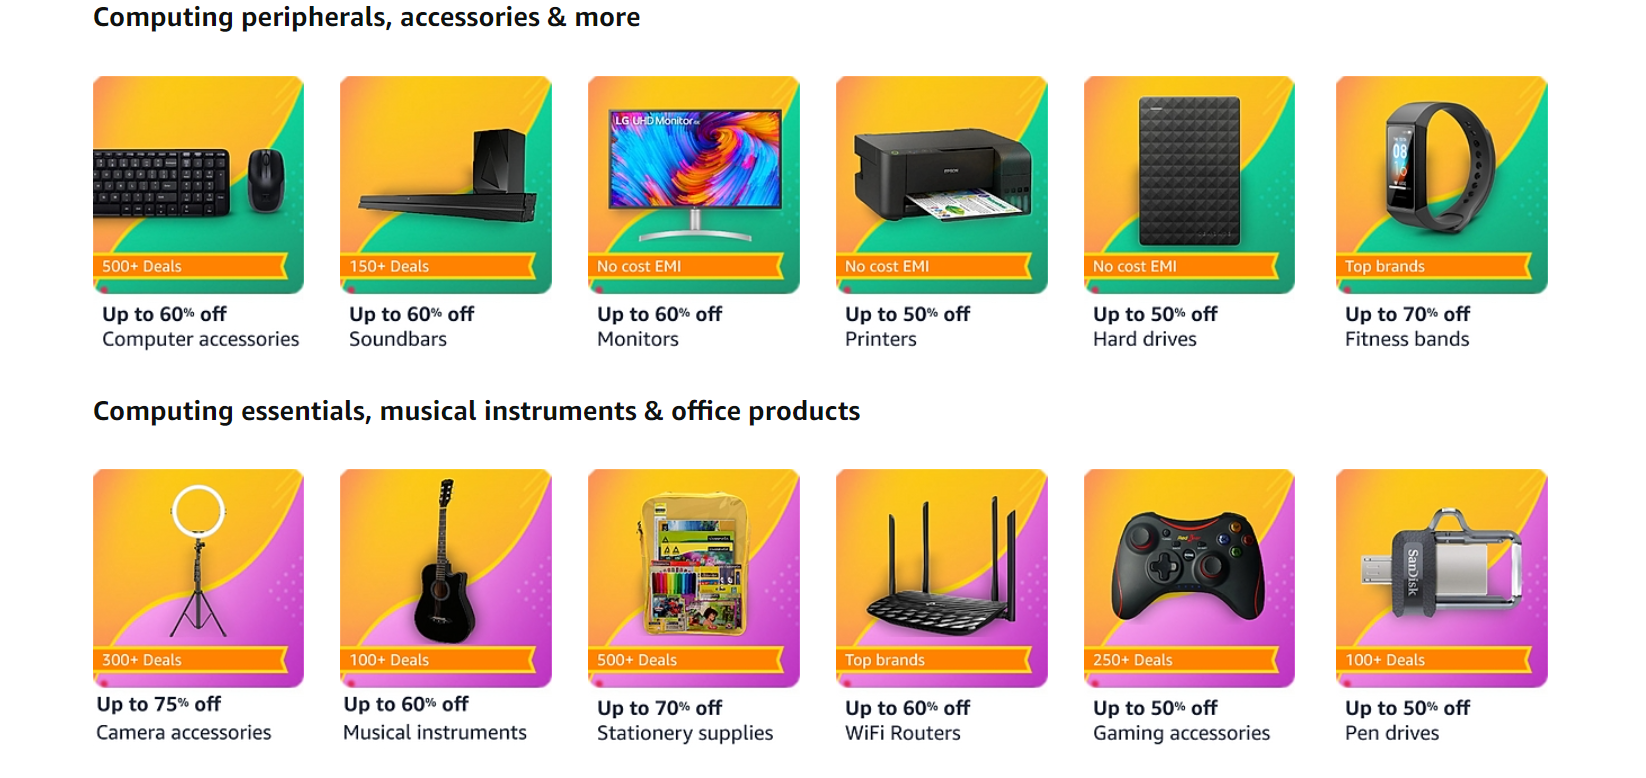 Computing peripherals, accessories & more
500+ Deals
Up to 60% off
Computer accessories
150+ Deals
Up to 60% off
Soundbars
LG UHD Monitor
No cost EMI
Up to 60% off
Monitors
EPSON
No cost EMI
Up to 50% off
Printers
No cost EMI
Up to 50% off
Hard drives
08
Top brands
Up to 70% off
Fitness bands
Computing essentials, musical instruments & office products
300+ Deals
Up to 75% off
Camera accessories
100+ Deals
Up to 60% off
Musical instruments
500+ Deals
Up to 70% off
Stationery supplies
Top brands
Up to 60% off
WiFi Routers
250+ Deals
Up to 50% off
Gaming accessories
SanDisk
100+ Deals
Up to 50% off
Pen drives